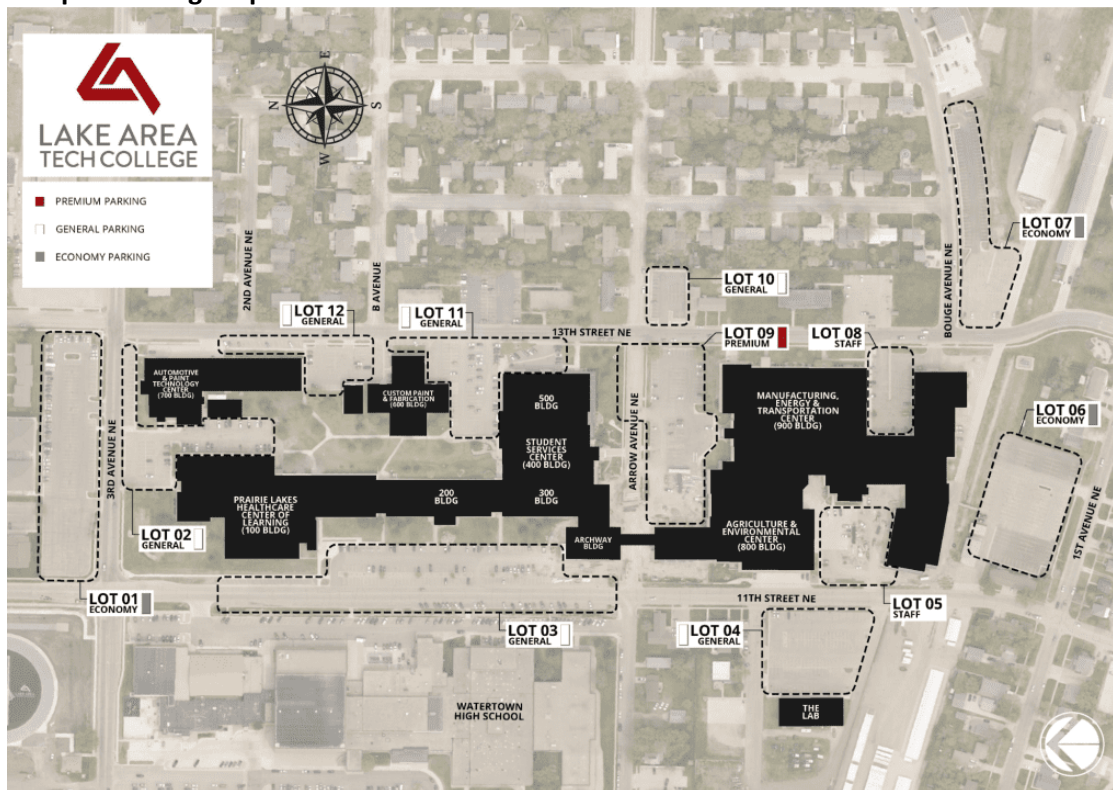 LAKE AREA
TECH COLLEGE
PREMIUM PARKING
GENERAL PARKING
ECONOMY PARKING
N
E
S
W
2ND AVENUE NE
B AVENUE
BOUGE AVENUE NE
LOT 07
ECONOMY
LOT 10
GENERAL
LOT 12
GENERAL
LOT 11
GENERAL
13TH STREET NE
LOT 09
PREMIUM
LOT 08
STAFF
AUTOMOTIVE
& PAINT
TECHNOLOGY
CENTER
(700 BLDG)
CUSTOM PAINT
& FABRICATION
(600 BLDG)
500
BLDG
MANUFACTURING,
ENERGY &
TRANSPORTATION
CENTER
(900 BLDG)
LOT 06
ECONOMY
3RD AVENUE NE
STUDENT
SERVICES
CENTER
(400 BLDG)
ARROW AVENUE NE
PRAIRIE LAKES
HEALTHCARE
CENTER OF
LEARNING
(100 BLDG)
200
BLDG
300
BLDG
LOT 02
GENERAL
ARCHWAY
BLDG
AGRICULTURE &
ENVIRONMENTAL
CENTER
(800 BLDG)
1ST AVENUE NE
LOT 01
ECONOMY
11TH STREET NE
LOT 05
STAFF
LOT 03
GENERAL
LOT 04
GENERAL
WATERTOWN
HIGH SCHOOL
THE
LAB